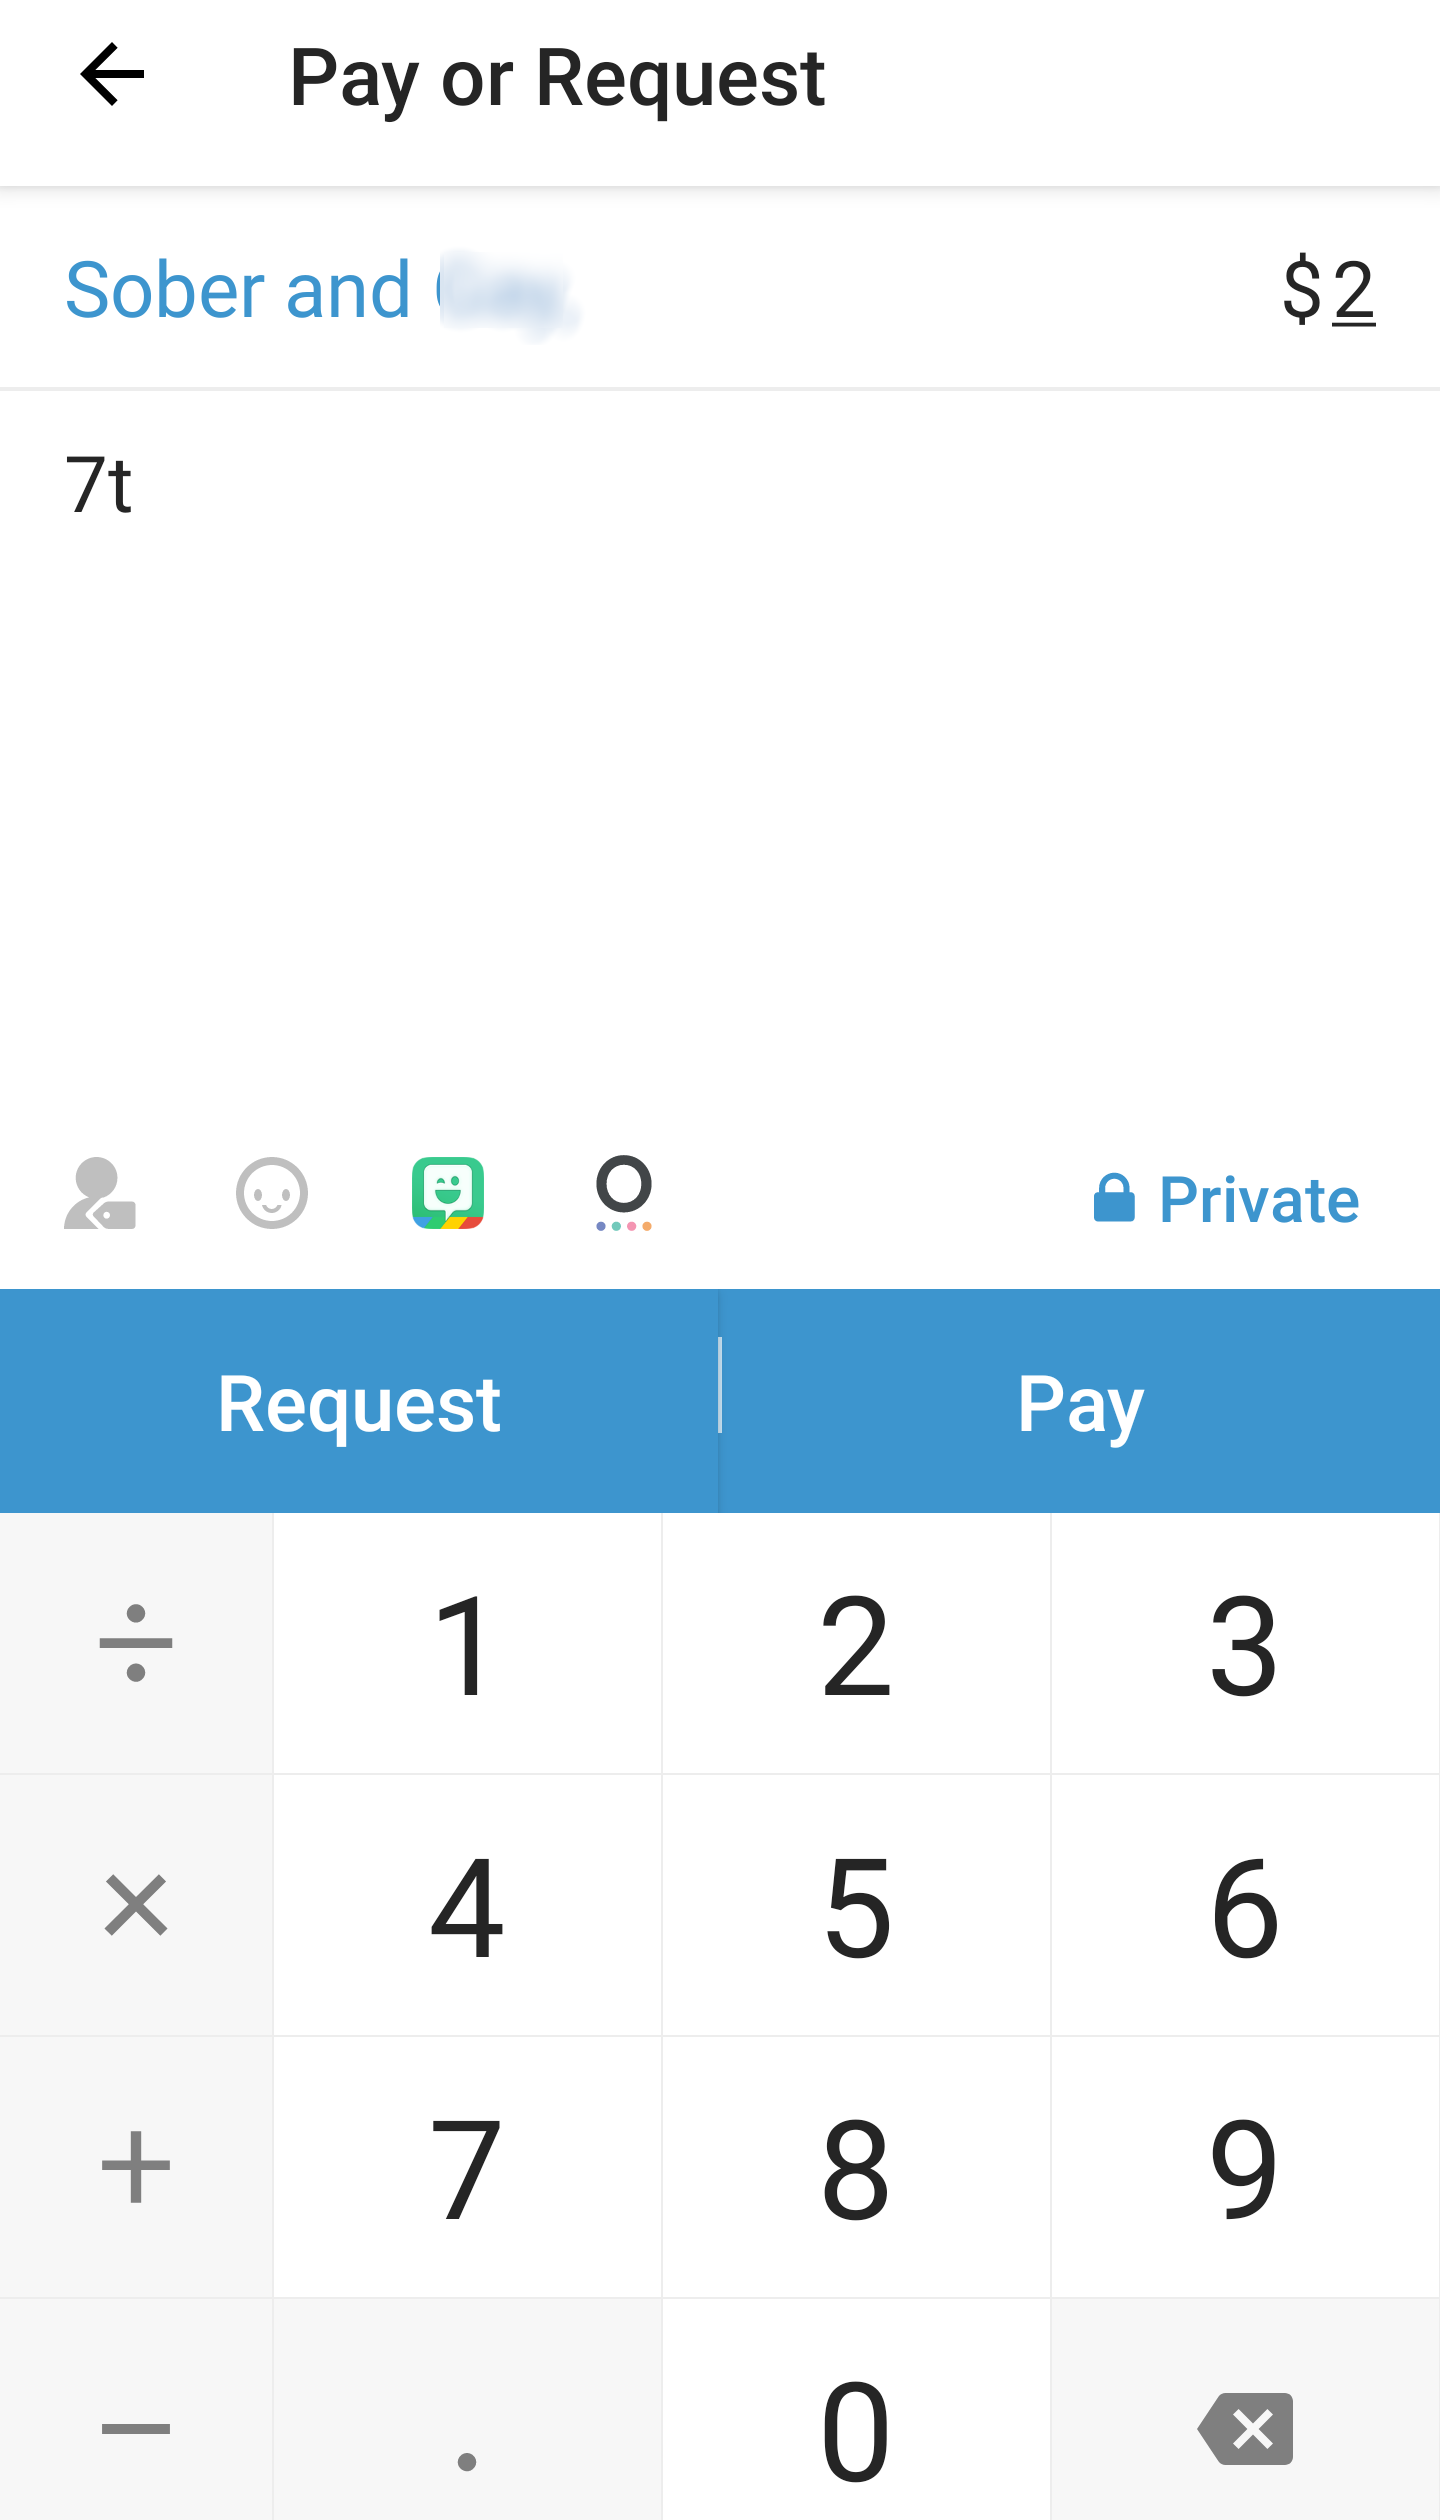 Pay or Request
Sober and
$2
7t
Private
Request Pay
÷ 1 2 3
× 4 5 6
+ 7 8 9
− . 0